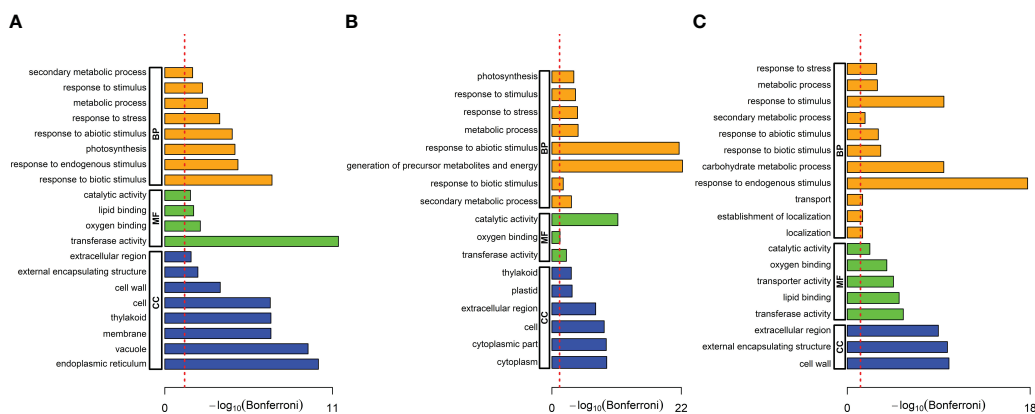 A
secondary metabolic process
response to stimulus
metabolic process
response to stress
response to abiotic stimulus
photosynthesis
response to endogenous stimulus
response to biotic stimulus
BP
catalytic activity
lipid binding
oxygen binding
transferase activity
MF
extracellular region
external encapsulating structure
cell wall
cell
thylakoid
membrane
vacuole
endoplasmic reticulum
CC
0
−log10(Bonferroni)
11
B
photosynthesis
response to stimulus
response to stress
metabolic process
response to abiotic stimulus
generation of precursor metabolites and energy
response to biotic stimulus
secondary metabolic process
BP
catalytic activity
oxygen binding
transferase activity
MF
thylakoid
plastid
extracellular region
cell
cytoplasmic part
cytoplasm
CC
0
−log10(Bonferroni)
22
C
response to stress
metabolic process
response to stimulus
secondary metabolic process
response to abiotic stimulus
response to biotic stimulus
carbohydrate metabolic process
response to endogenous stimulus
transport
establishment of localization
localization
BP
catalytic activity
oxygen binding
transporter activity
lipid binding
transferase activity
MF
extracellular region
external encapsulating structure
cell wall
CC
0
−log10(Bonferroni)
18